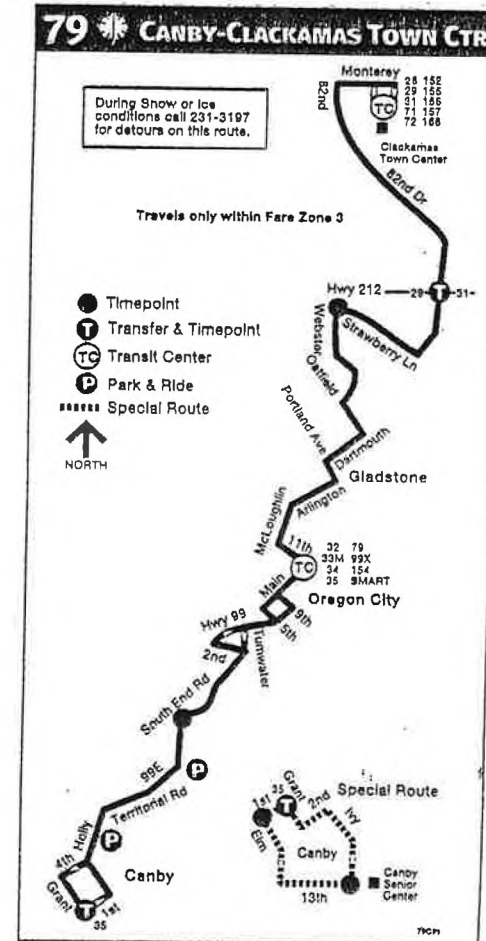 79 CANBY-CLACKAMAS TOWN CTR
During Snow or Ice
conditions call 231-3197
for detours on this route.
Monterey
28 152
29 155
31 165
71 157
72 166
TC
82nd
Clackamas
Town Center
82nd Dr
Travels only within Fare Zone 3
Hwy 212
29 T 31
Strawberry Ln
Webster
Oatfield
Timepoint
T Transfer & Timepoint
TC Transit Center
P Park & Ride
Special Route
NORTH
Portland Ave
Dartmouth
Gladstone
Arlington
McLoughlin
11th
TC
32 79
33M 99X
34 154
35 SMART
Main
Oregon City
9th
5th
Hwy 99
2nd
Tumwater
South End Rd
99E
P
Territorial Rd
Holly
P
4th
Canby
Grant
1st
T
35
Special Route
1st
35
T
Grant
2nd
Ivy
Elm
Canby
13th
Canby
Senior
Center